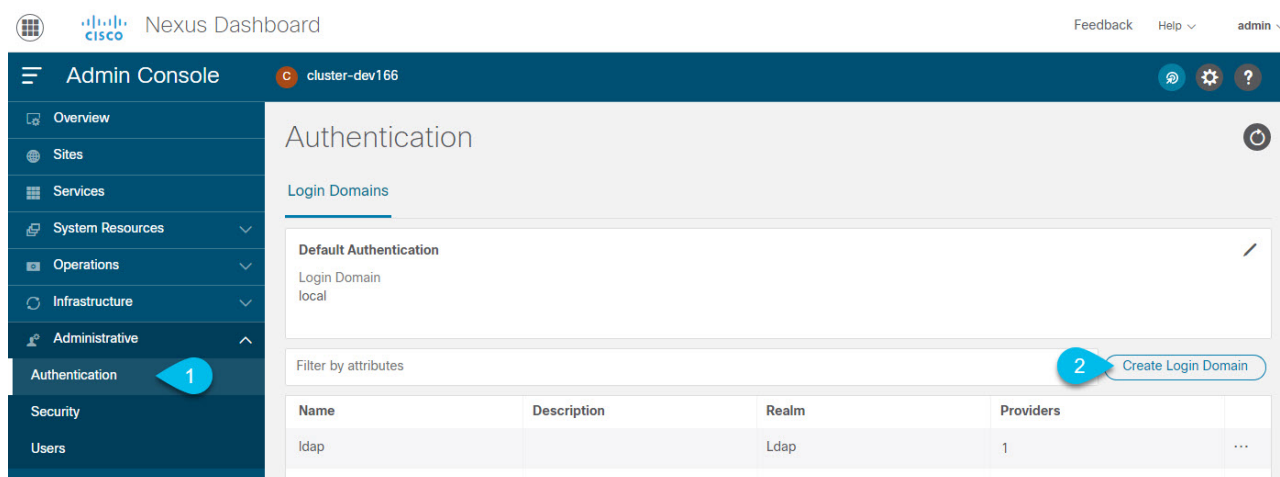 CISCO Nexus Dashboard Feedback Help admin
Admin Console C cluster-dev166 ?
Overview
Sites
Services
System Resources
Operations
Infrastructure
Administrative
Authentication 1
Security
Users
Authentication
Login Domains
Default Authentication
Login Domain
local
Filter by attributes 2 Create Login Domain
Name Description Realm Providers
ldap Ldap 1 ...